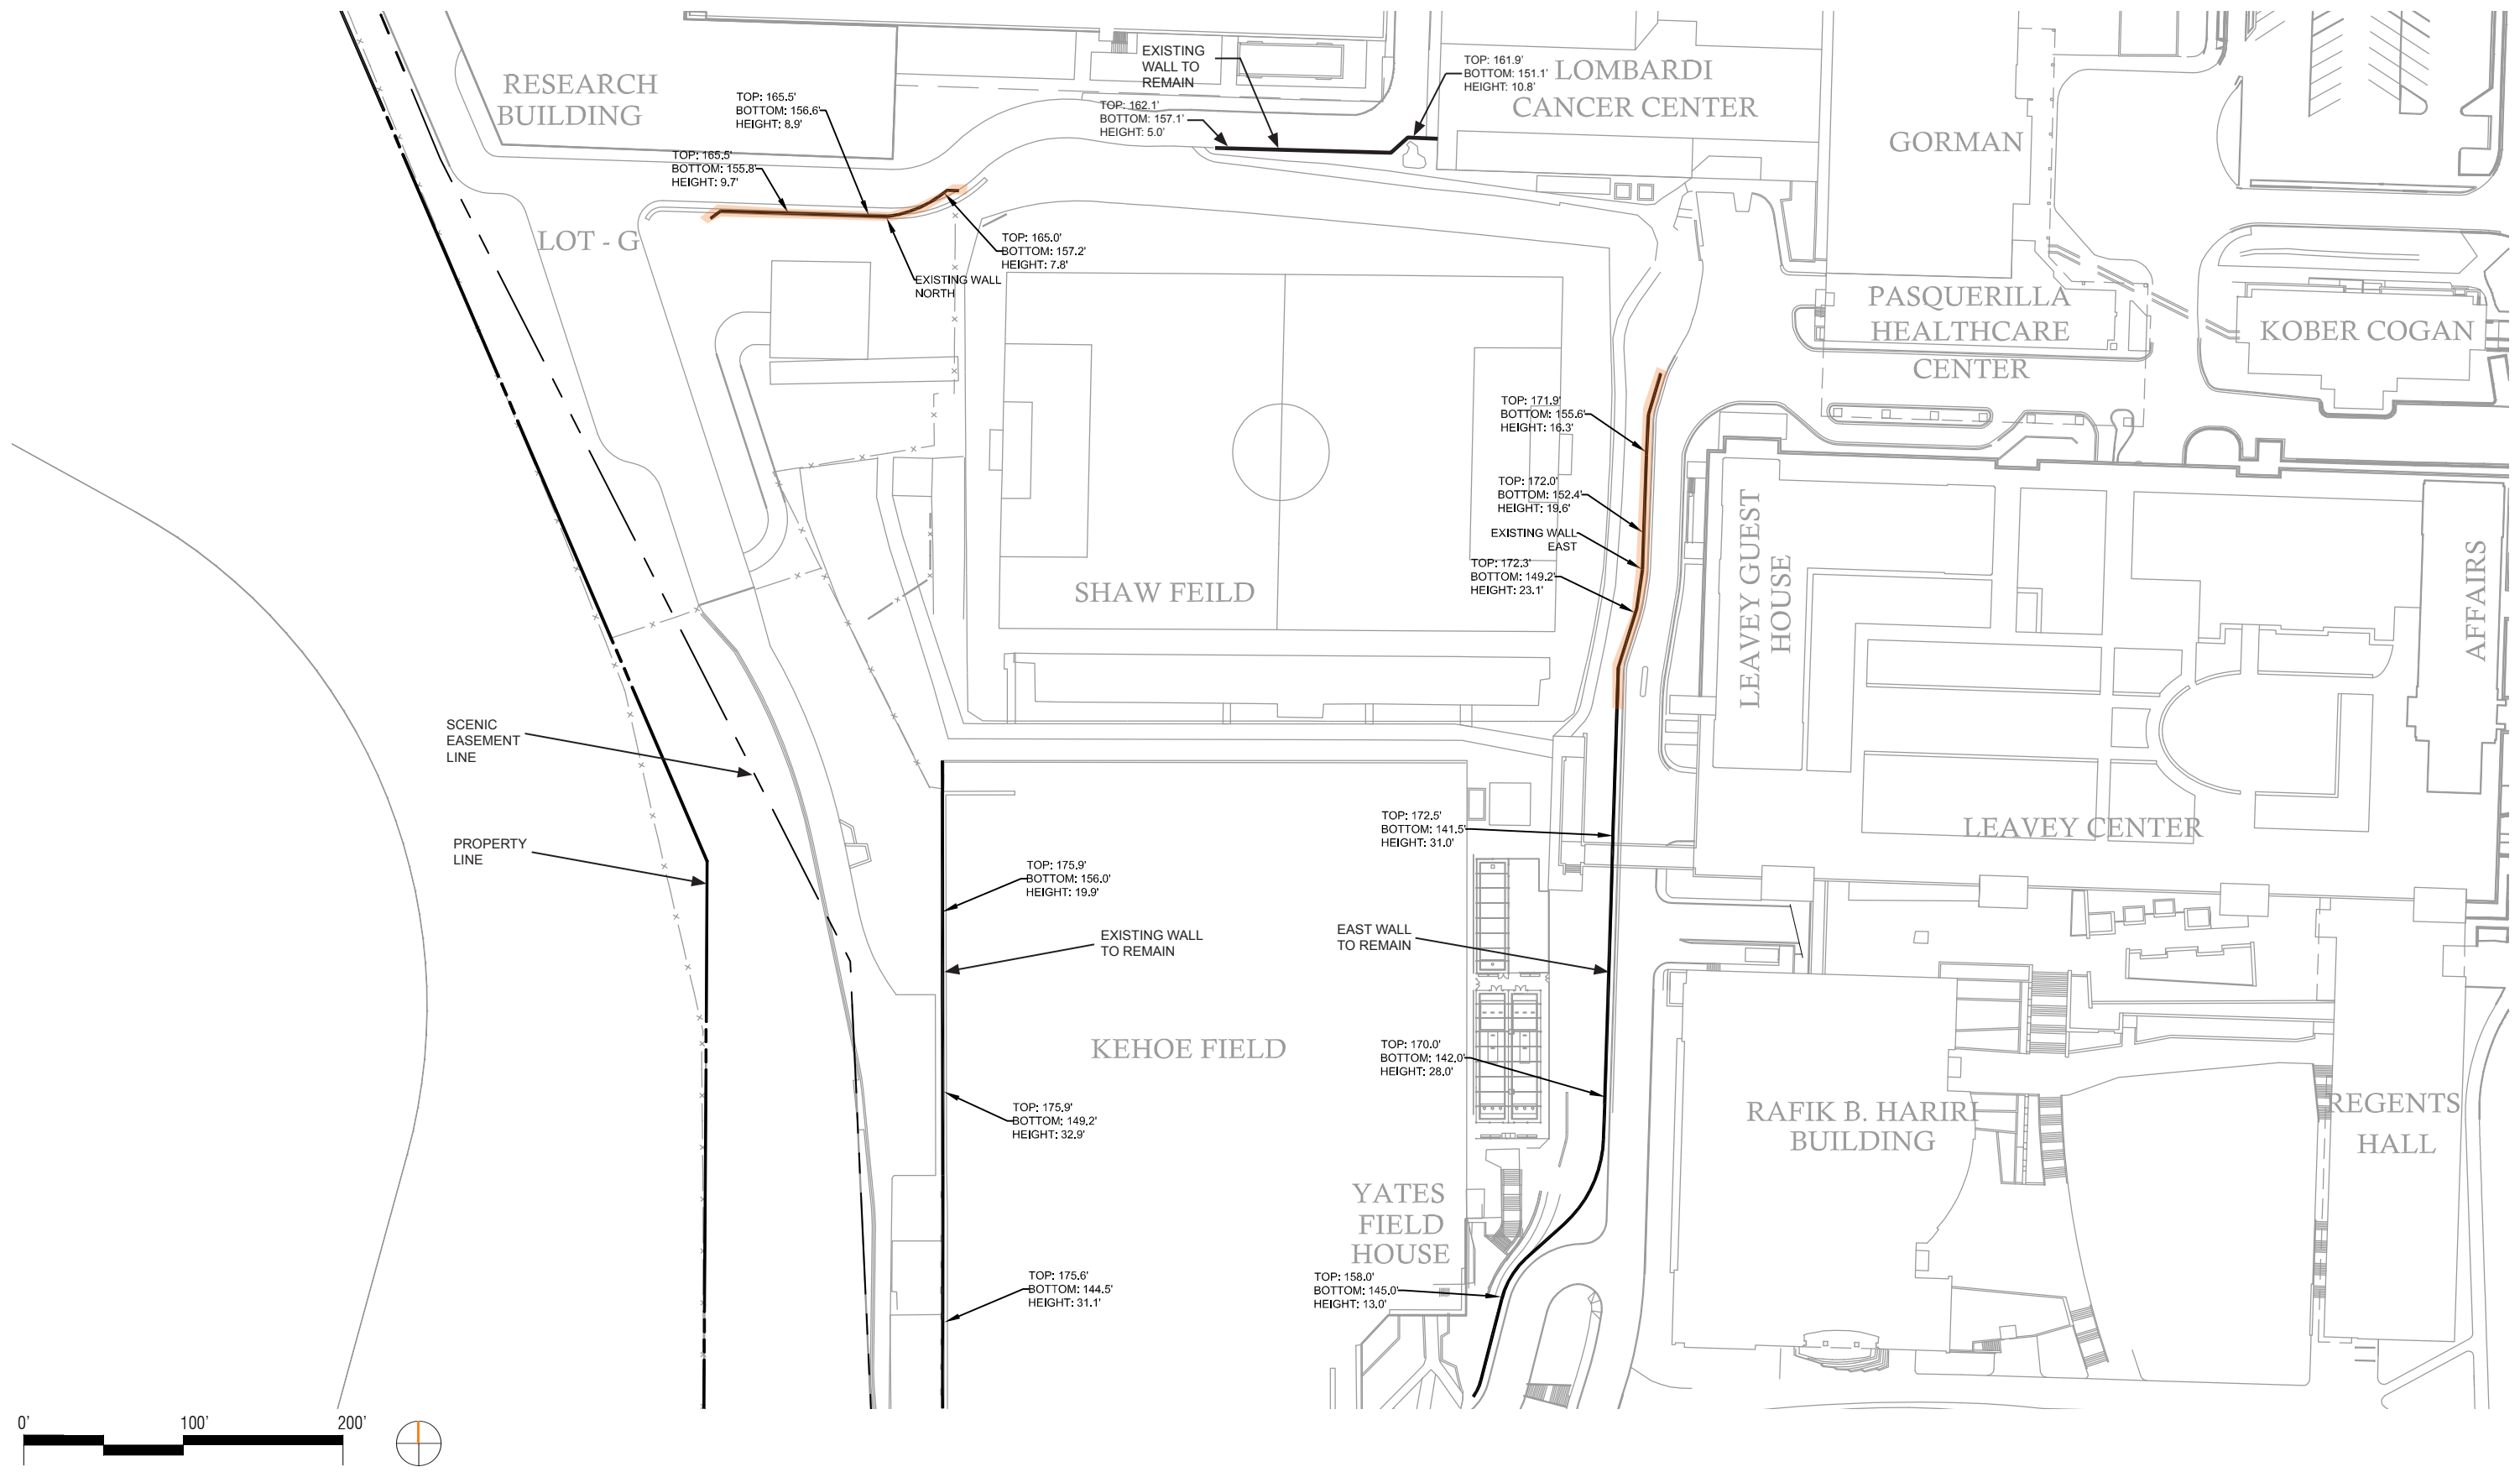 EXISTING
WALL TO
REMAIN
TOP: 161.9'
BOTTOM: 151.1'
HEIGHT: 10.8'
LOMBARDI
CANCER CENTER
RESEARCH
BUILDING
TOP: 165.5'
BOTTOM: 156.6'
HEIGHT: 8.9'
TOP: 162.1'
BOTTOM: 157.1'
HEIGHT: 5.0'
GORMAN
TOP: 165.5'
BOTTOM: 155.8'
HEIGHT: 9.7'
LOT - G
TOP: 165.0'
BOTTOM: 157.2'
HEIGHT: 7.8'
EXISTING WALL
NORTH
PASQUERILLA
HEALTHCARE
CENTER
KOBER COGAN
TOP: 171.9'
BOTTOM: 155.6'
HEIGHT: 16.3'
TOP: 172.0'
BOTTOM: 152.4'
HEIGHT: 19.6'
EXISTING WALL
EAST
TOP: 172.3'
BOTTOM: 149.2'
HEIGHT: 23.1'
SHAW FEILD
LEAVEY GUEST
HOUSE
AFFAIRS
SCENIC
EASEMENT
LINE
PROPERTY
LINE
TOP: 172.5'
BOTTOM: 141.5'
HEIGHT: 31.0'
LEAVEY CENTER
TOP: 175.9'
BOTTOM: 156.0'
HEIGHT: 19.9'
EXISTING WALL
TO REMAIN
EAST WALL
TO REMAIN
KEHOE FIELD
TOP: 170.0'
BOTTOM: 142.0'
HEIGHT: 28.0'
TOP: 175.9'
BOTTOM: 149.2'
HEIGHT: 32.9'
RAFIK B. HARIRI
BUILDING
REGENTS
HALL
YATES
FIELD
HOUSE
TOP: 175.6'
BOTTOM: 144.5'
HEIGHT: 31.1'
TOP: 158.0'
BOTTOM: 145.0'
HEIGHT: 13.0'
0' 100' 200'